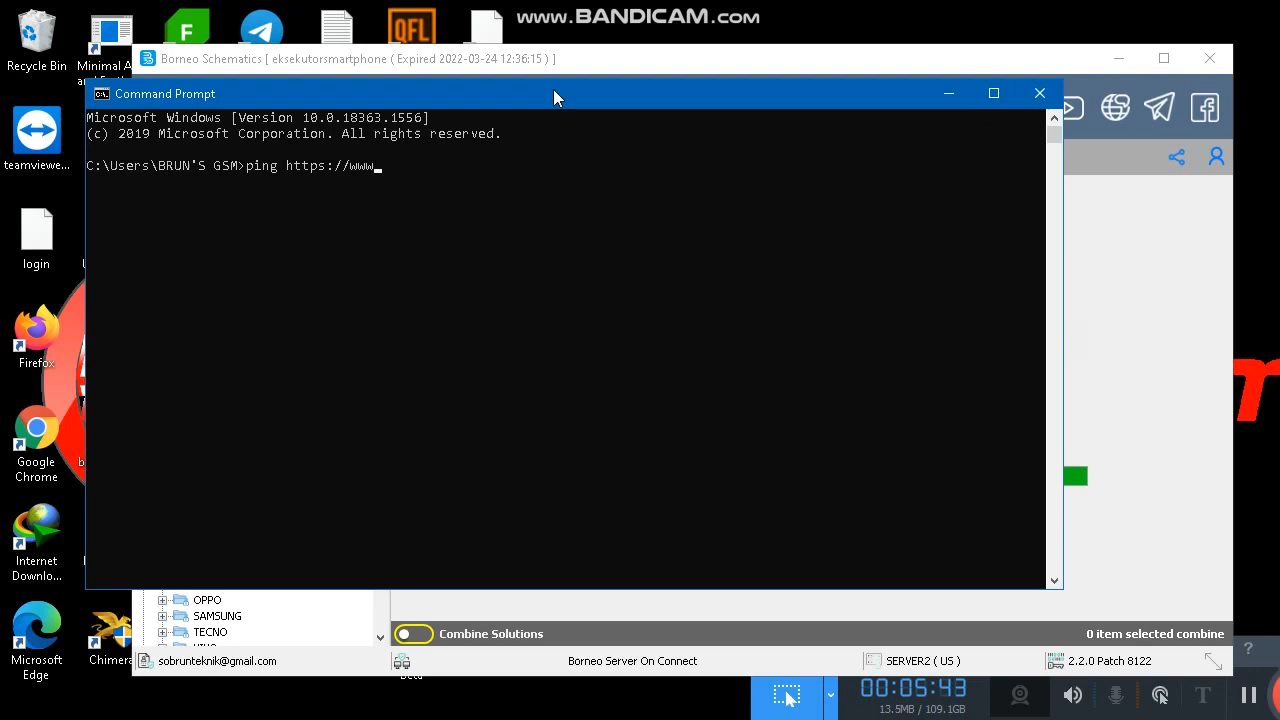 www.BANDICAM.com
F
QFL
Recycle Bin
Minimal A
Borneo Schematics [ eksekutorsmartphone ( Expired 2022-03-24 12:36:15 ) ]
Command Prompt
Microsoft Windows [Version 10.0.18363.1556]
(c) 2019 Microsoft Corporation. All rights reserved.
C:\Users\BRUN'S GSM>ping https://www_
teamviewe...
login
Firefox
Google
Chrome
Internet
Downlo...
Microsoft
Edge
Chimera
OPPO
SAMSUNG
TECNO
Combine Solutions
0 item selected combine
sobrunteknik@gmail.com
Borneo Server On Connect
SERVER2 ( US )
2.2.0 Patch 8122
?
00:05:43
13.5MB / 109.1GB
T